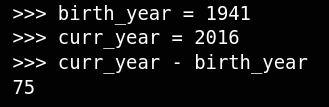 >>> birth_year = 1941
>>> curr_year = 2016
>>> curr_year - birth_year
75